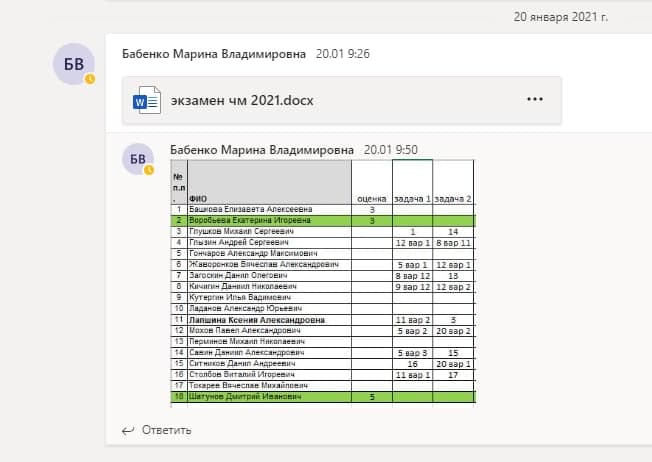 20 января 2021 г.
БВ
Бабенко Марина Владимировна 20.01 9:26
W экзамен чм 2021.docx ...
БВ
Бабенко Марина Владимировна 20.01 9:50
№ п.п . ФИО оценка задача 1 задача 2
1 Башкова Елизавета Алексеевна 3
2 Воробьева Екатерина Игоревна 3
3 Глушков Михаил Сергеевич 1 14
4 Глызин Андрей Сергеевич 12 вар 1 8 вар 11
5 Гончаров Александр Максимович
6 Жаворонков Вячеслав Александрович 5 вар 1 12 вар 1
7 Загоскин Данил Олегович 8 вар 12 13
8 Кичигин Даниил Николаевич 9 вар 12 12 вар 2
9 Кутергин Илья Вадимович
10 Ладанов Александр Юрьевич
11 Лапшина Ксения Александровна 11 вар 2 3
12 Мохов Павел Александрович 5 вар 2 20 вар 2
13 Перминов Михаил Николаевич
14 Савин Даниил Александрович 5 вар 3 15
15 Ситников Данил Андреевич 16 20 вар 1
16 Столбов Виталий Игоревич 11 вар 1 17
17 Токарев Вячеслав Михайлович
18 Шатунов Дмитрий Иванович 5
Ответить